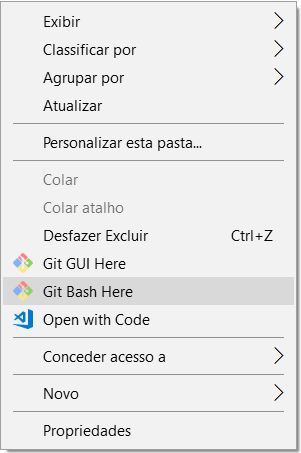 Exibir
Classificar por
Agrupar por
Atualizar
Personalizar esta pasta...
Colar
Colar atalho
Desfazer Excluir Ctrl+Z
Git GUI Here
Git Bash Here
Open with Code
Conceder acesso a
Novo
Propriedades